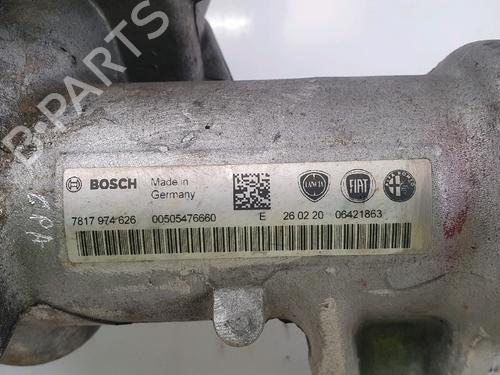 B-PARTS
BOSCH
Made in
Germany
LANCIA
FIAT
7817 974 626 00505476660 E 26 02 20 06421863